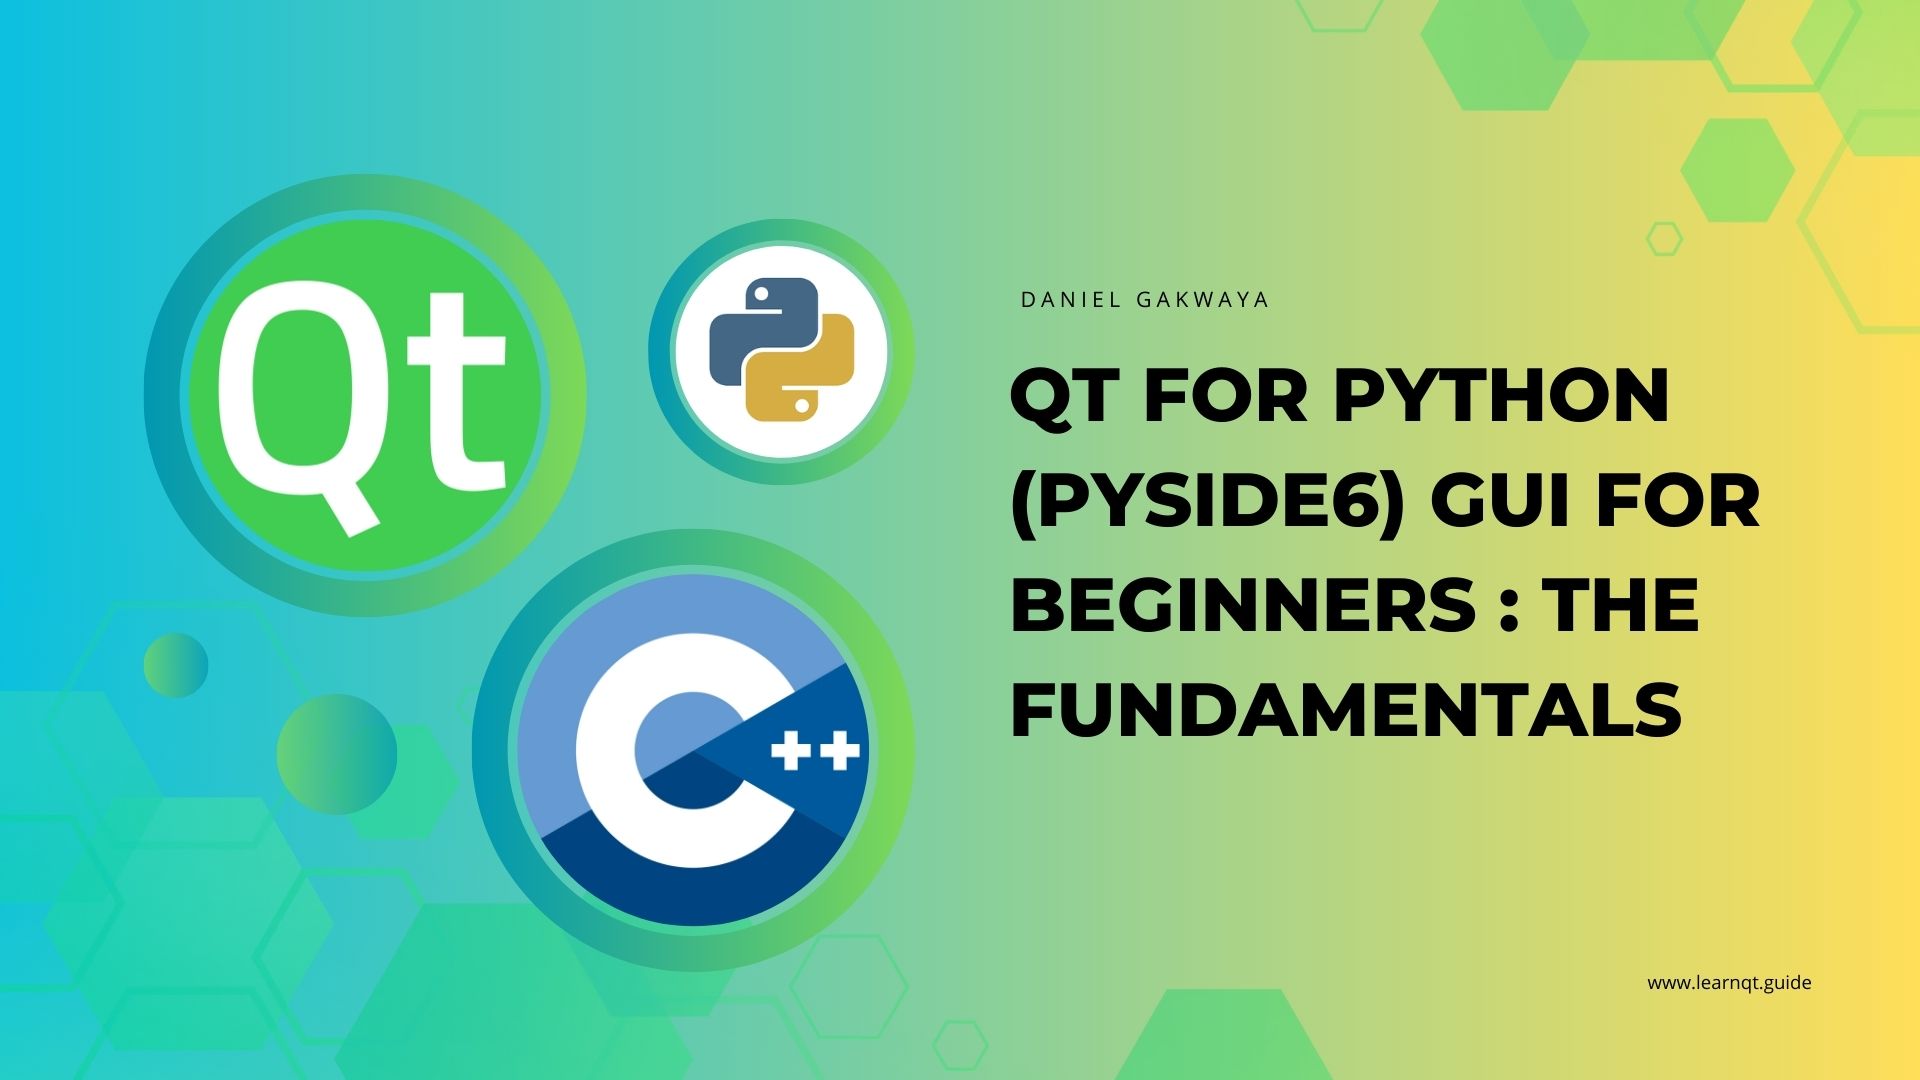 Qt
DANIEL GAKWAYA
QT FOR PYTHON
(PYSIDE6) GUI FOR
BEGINNERS : THE
FUNDAMENTALS
C++
www.learnqt.guide